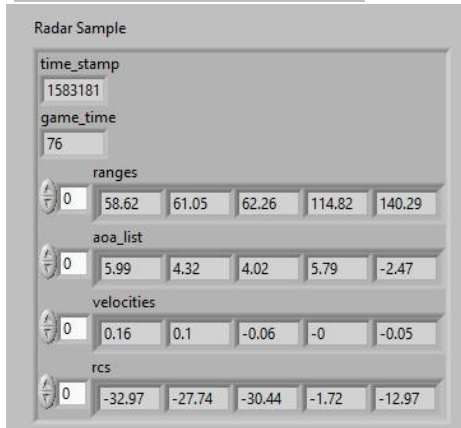 Radar Sample
time_stamp
1583181
game_time
76
ranges
0 58.62 61.05 62.26 114.82 140.29
aoa_list
0 5.99 4.32 4.02 5.79 -2.47
velocities
0 0.16 0.1 -0.06 -0 -0.05
rcs
0 -32.97 -27.74 -30.44 -1.72 -12.97